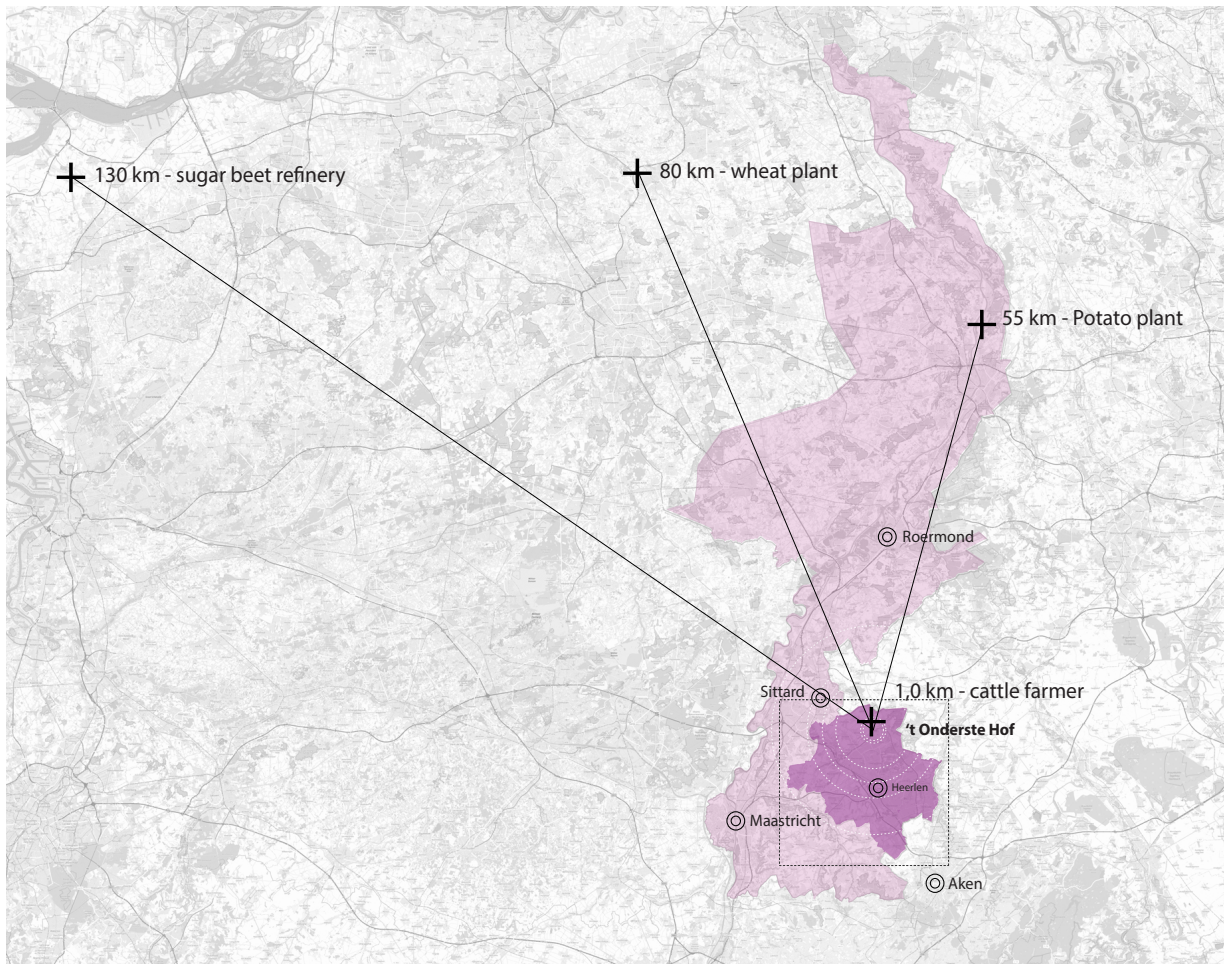 130 km - sugar beet refinery
80 km - wheat plant
55 km - Potato plant
Roermond
Sittard
1,0 km - cattle farmer
‘t Onderste Hof
Heerlen
Maastricht
Aken